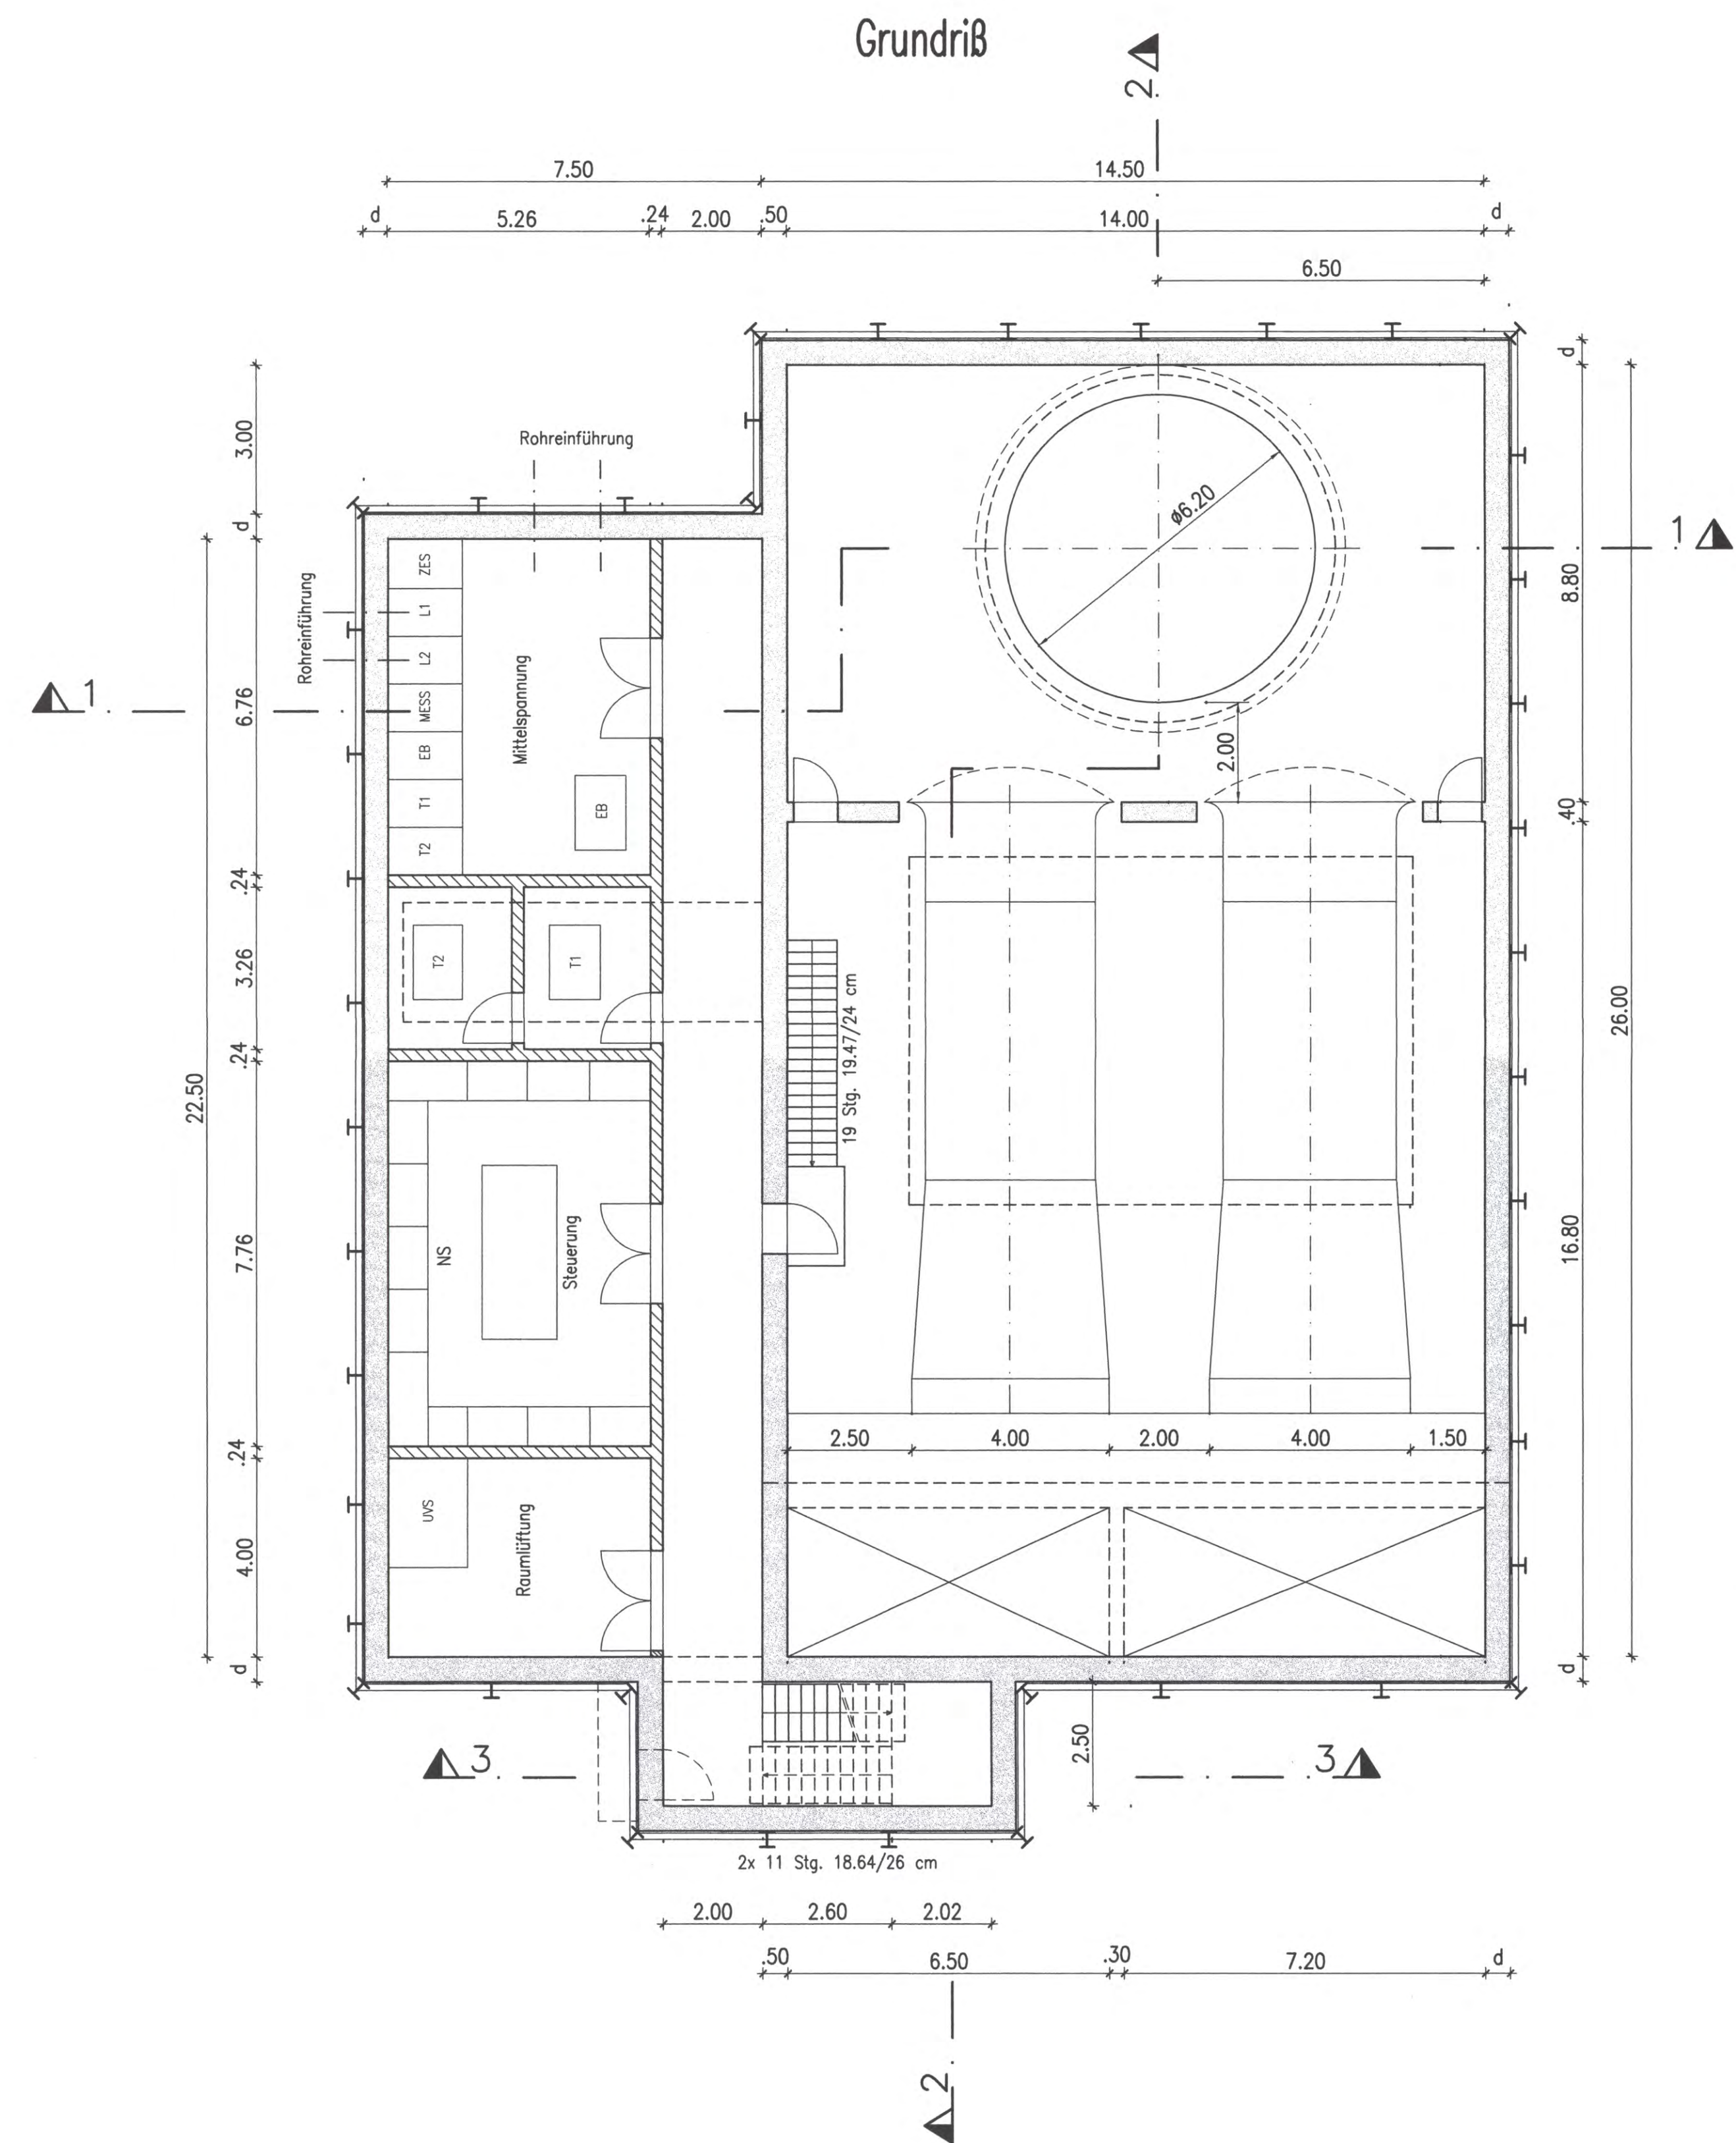 Grundriß
2
7.50
14.50
d
5.26
.24
2.00
.50
14.00
d
6.50
d
3.00
Rohreinführung
d
ø6.20
1
ZES
Rohreinführung
L1
8.80
L2
Mittelspannung
MESS
1
6.76
EB
2.00
T1
EB
.40
T2
.24
3.26
T2
T1
19 Stg. 19.47/24 cm
26.00
.24
22.50
7.76
NS
Steuerung
16.80
2.50
4.00
2.00
4.00
1.50
.24
UVS
Raumlüftung
4.00
d
d
3
2.50
3
2x 11 Stg. 18.64/26 cm
2.00
2.60
2.02
.50
6.50
.30
7.20
d
2